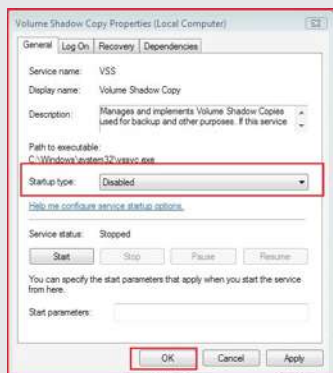 Volume Shadow Copy Properties (Local Computer)
General Log On Recovery Dependencies
Service name: VSS
Display name: Volume Shadow Copy
Description: Manages and implements Volume Shadow Copies
used for backup and other purposes. If this service
Path to executable:
C:\Windows\system32\vssvc.exe
Startup type: Disabled
Help me configure service startup options.
Service status: Stopped
Start Stop Pause Resume
You can specify the start parameters that apply when you start the service
from here.
Start parameters:
OK Cancel Apply